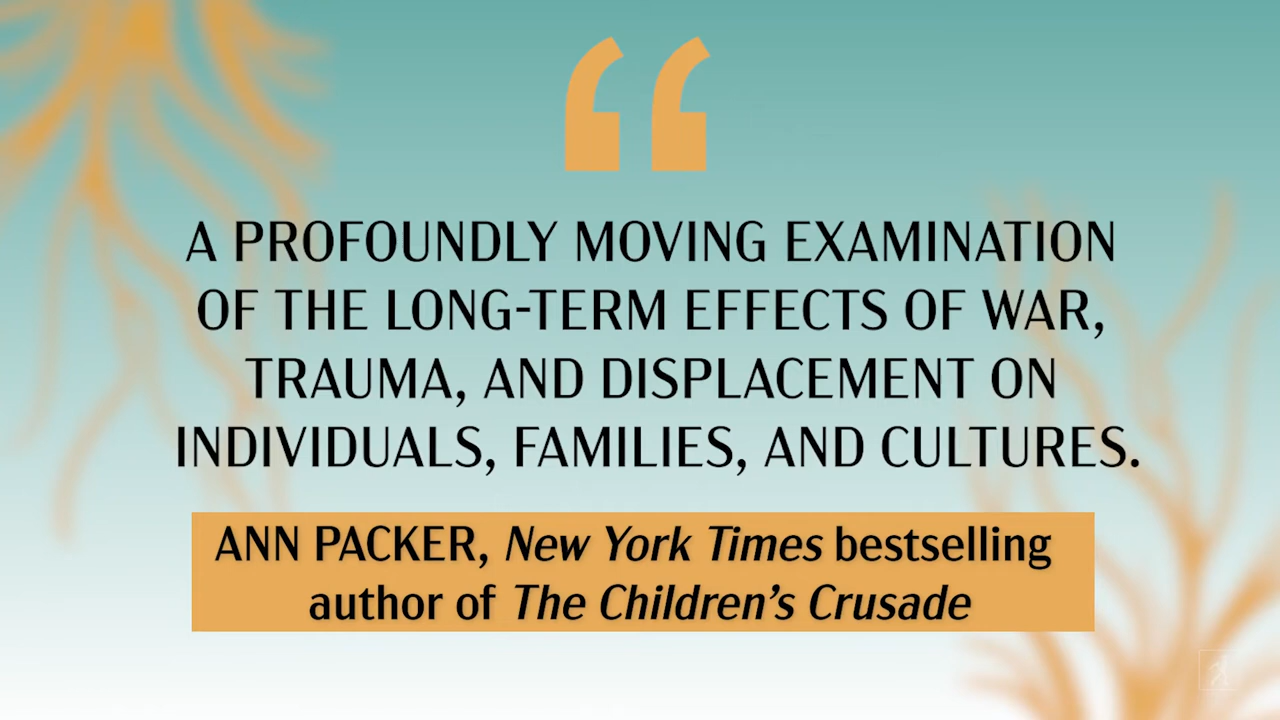 “
A PROFOUNDLY MOVING EXAMINATION
OF THE LONG-TERM EFFECTS OF WAR,
TRAUMA, AND DISPLACEMENT ON
INDIVIDUALS, FAMILIES, AND CULTURES.
ANN PACKER, New York Times bestselling
author of The Children’s Crusade